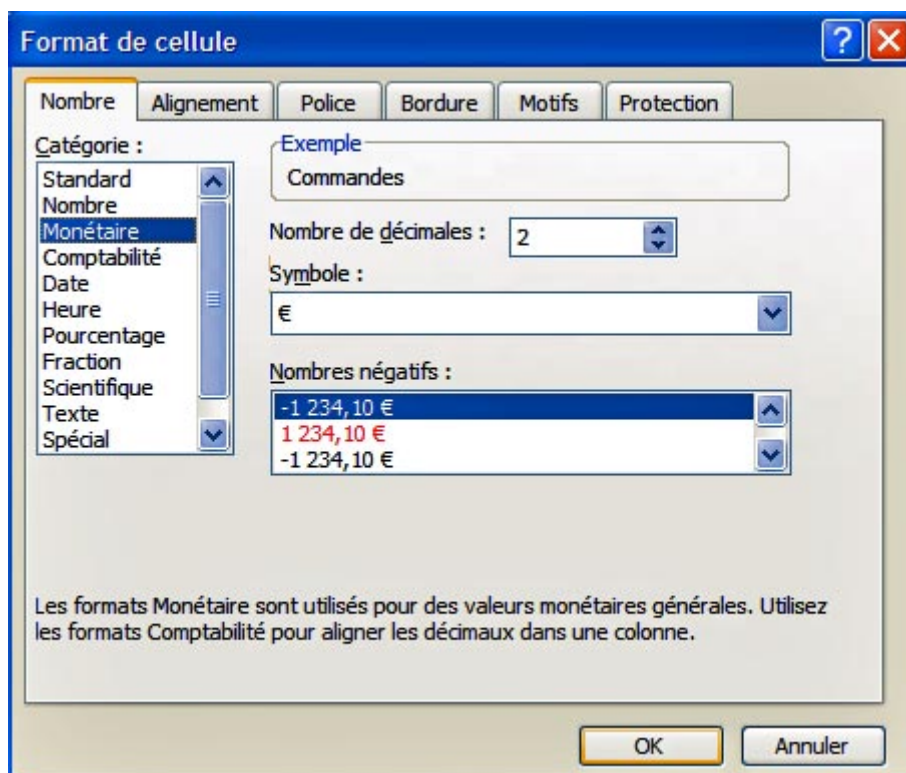 Format de cellule
Nombre Alignement Police Bordure Motifs Protection
Catégorie :
Standard
Nombre
Monétaire
Comptabilité
Date
Heure
Pourcentage
Fraction
Scientifique
Texte
Spécial
Exemple
Commandes
Nombre de décimales : 2
Symbole :
€
Nombres négatifs :
-1 234,10 €
1 234,10 €
-1 234,10 €
Les formats Monétaire sont utilisés pour des valeurs monétaires générales. Utilisez
les formats Comptabilité pour aligner les décimaux dans une colonne.
OK Annuler